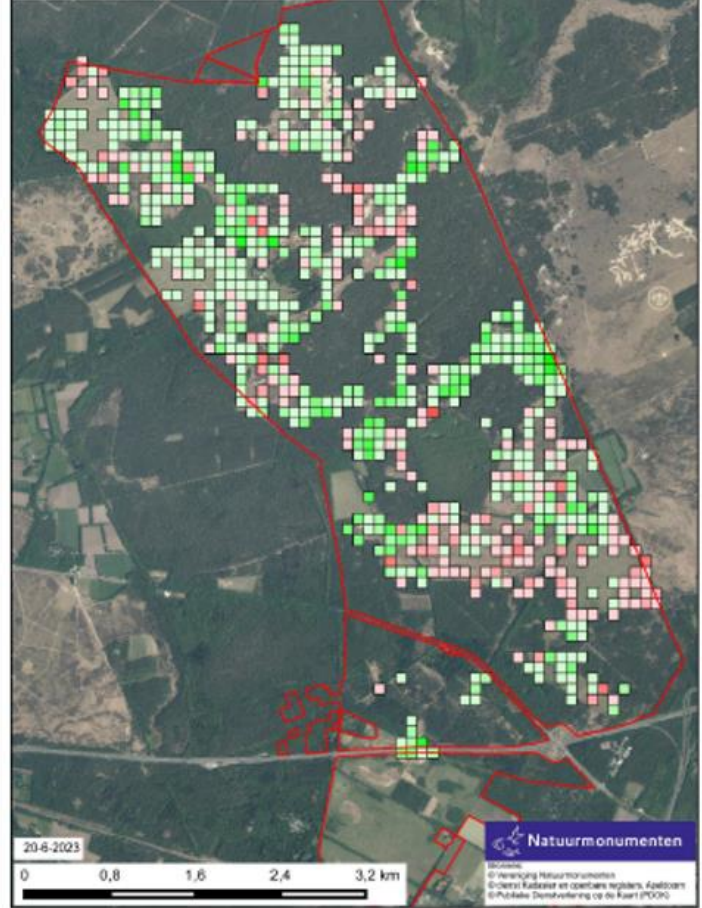 20-6-2023
0 0,8 1,6 2,4 3,2 km
Natuurmonumenten
© Vereniging Natuurmonumenten
© dienst Kadaster en openbare registers, Apeldoorn
© Publieke Dienstverlening op de Kaart (PDOK)